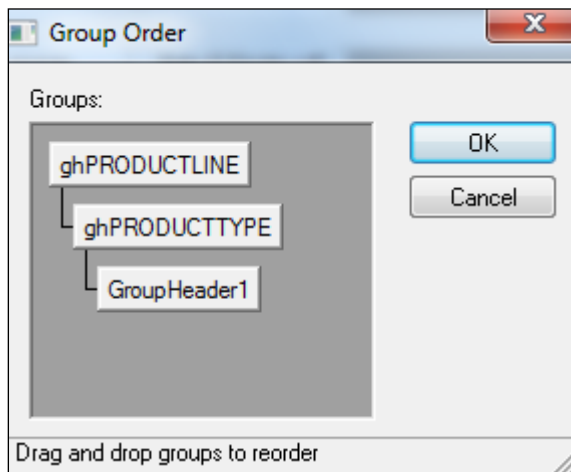 Group Order
Groups:
ghPRODUCTLINE
OK
ghPRODUCTTYPE
Cancel
GroupHeader1
Drag and drop groups to reorder